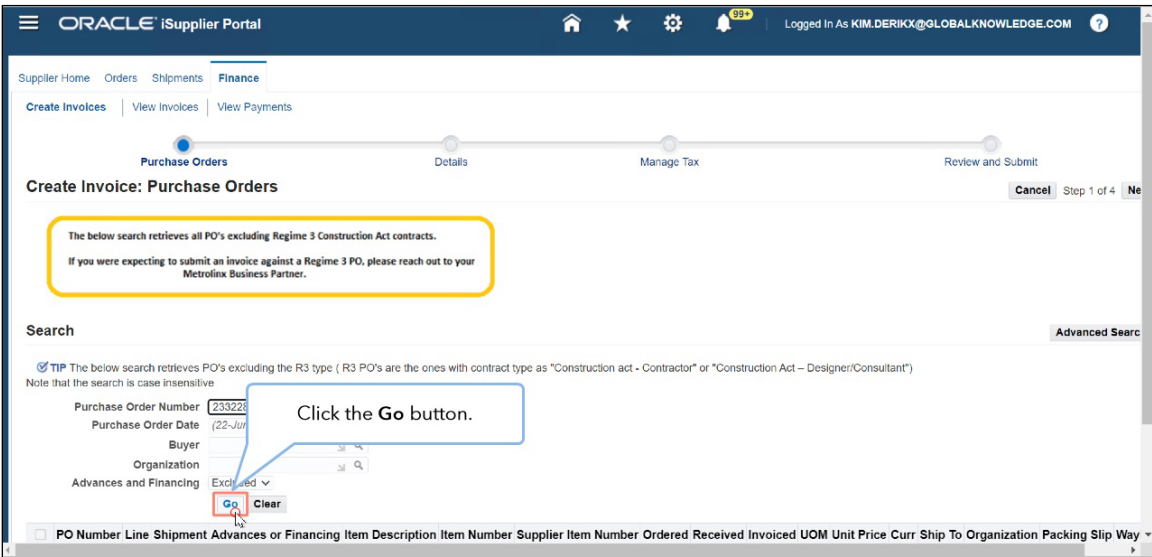 ORACLE® iSupplier Portal
99+
Logged In As KIM.DERIKX@GLOBALKNOWLEDGE.COM
?
Supplier Home Orders Shipments Finance
Create Invoices View Invoices View Payments
Purchase Orders Details Manage Tax Review and Submit
Create Invoice: Purchase Orders
Cancel Step 1 of 4 Ne
The below search retrieves all PO's excluding Regime 3 Construction Act contracts.
If you were expecting to submit an invoice against a Regime 3 PO, please reach out to your
Metrolinx Business Partner.
Search
Advanced Searc
TIP The below search retrieves PO's excluding the R3 type ( R3 PO's are the ones with contract type as "Construction act - Contractor" or "Construction Act – Designer/Consultant")
Note that the search is case insensitive
Purchase Order Number 233228
Click the Go button.
Purchase Order Date (22-Jun
Buyer
Organization
Advances and Financing Excluded
Go Clear
PO Number Line Shipment Advances or Financing Item Description Item Number Supplier Item Number Ordered Received Invoiced UOM Unit Price Curr Ship To Organization Packing Slip Way